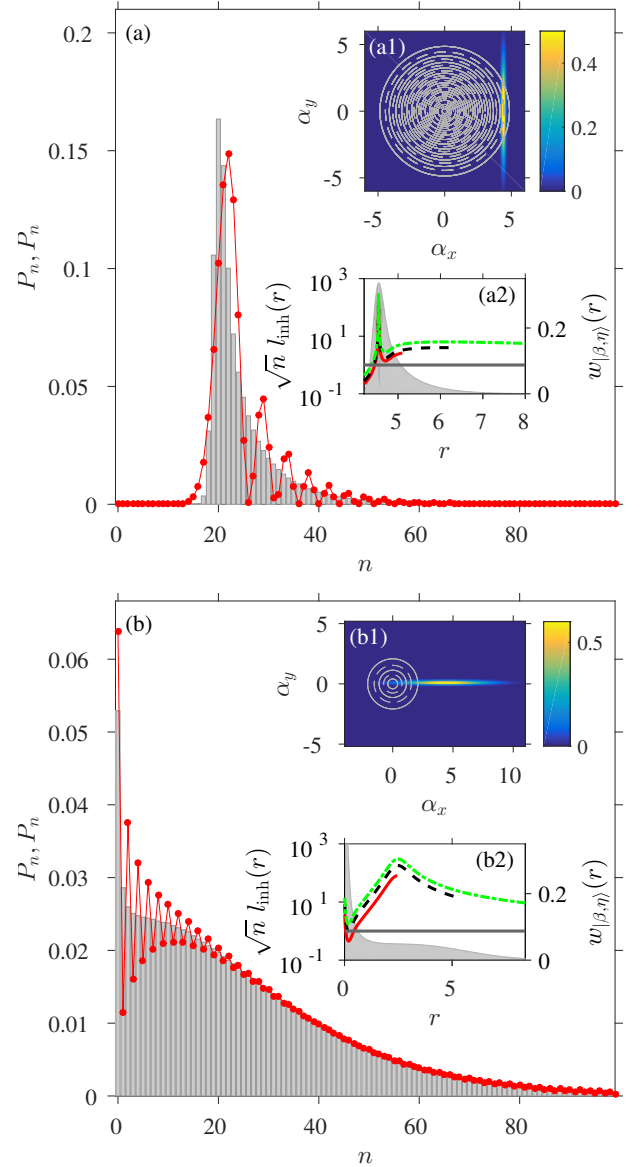 (a)
0.2
0.15
0.1
0.05
0
P_n, P_n
0 20 40 60 80
n
(a1)
5
0
-5
α_y
-5 0 5
α_x
0.4
0.2
0
(a2)
10^3
10^1
10^-1
√n l_inh(r)
0.2
0
w_|β,η⟩(r)
5 6 7 8
r
(b)
0.06
0.05
0.04
0.03
0.02
0.01
0
P_n, P_n
0 20 40 60 80
n
(b1)
5
0
-5
α_y
0 5 10
α_x
0.5
0
(b2)
10^3
10^1
10^-1
√n l_inh(r)
0.2
0
w_|β,η⟩(r)
0 5
r